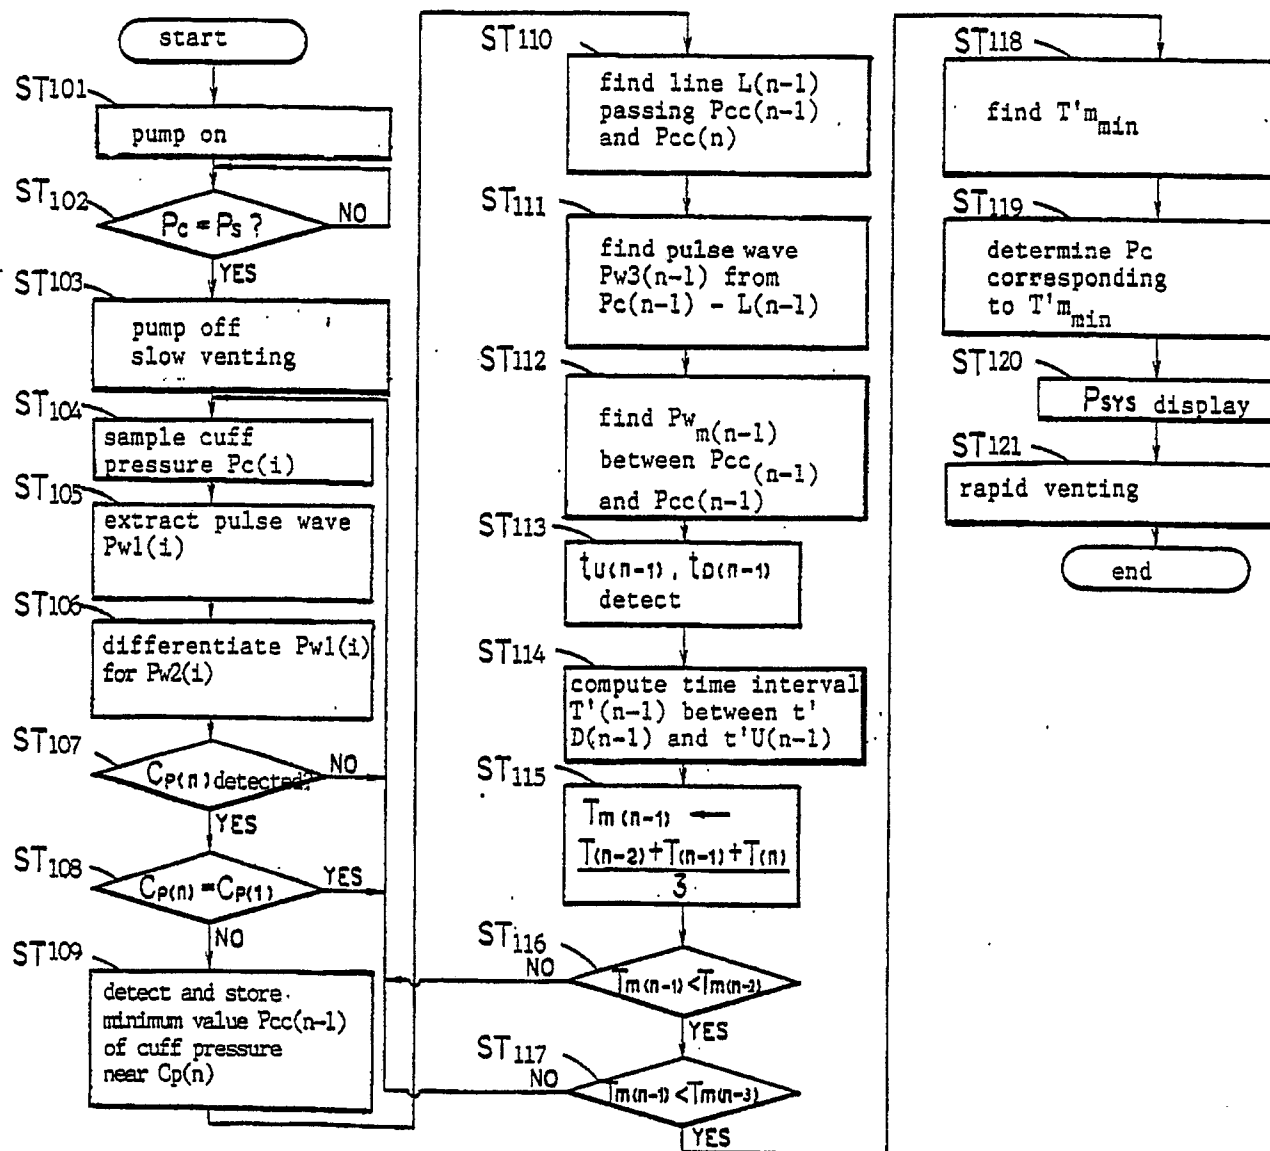 start
ST101
pump on
ST102
Pc = Ps ?
NO
YES
ST103
pump off
slow venting
ST104
sample cuff
pressure Pc(i)
ST105
extract pulse wave
Pw1(i)
ST106
differentiate Pw1(i)
for Pw2(i)
ST107
CP(n) detected?
NO
YES
ST108
CP(n) = CP(1)
YES
NO
ST109
detect and store
minimum value Pcc(n-1)
of cuff pressure
near Cp(n)
ST110
find line L(n-1)
passing Pcc(n-1)
and Pcc(n)
ST111
find pulse wave
Pw3(n-1) from
Pc(n-1) - L(n-1)
ST112
find Pwm(n-1)
between Pcc(n-1)
and Pcc(n-1)
ST113
tU(n-1), tD(n-1)
detect
ST114
compute time interval
T'(n-1) between t'
D(n-1) and t'U(n-1)
ST115
Tm(n-1) ←
T(n-2)+T(n-1)+T(n)
3
ST116
NO
Tm(n-1) < Tm(n-2)
YES
ST117
NO
Tm(n-1) < Tm(n-3)
YES
ST118
find T'm min
ST119
determine Pc
corresponding
to T'm min
ST120
PSYS display
ST121
rapid venting
end